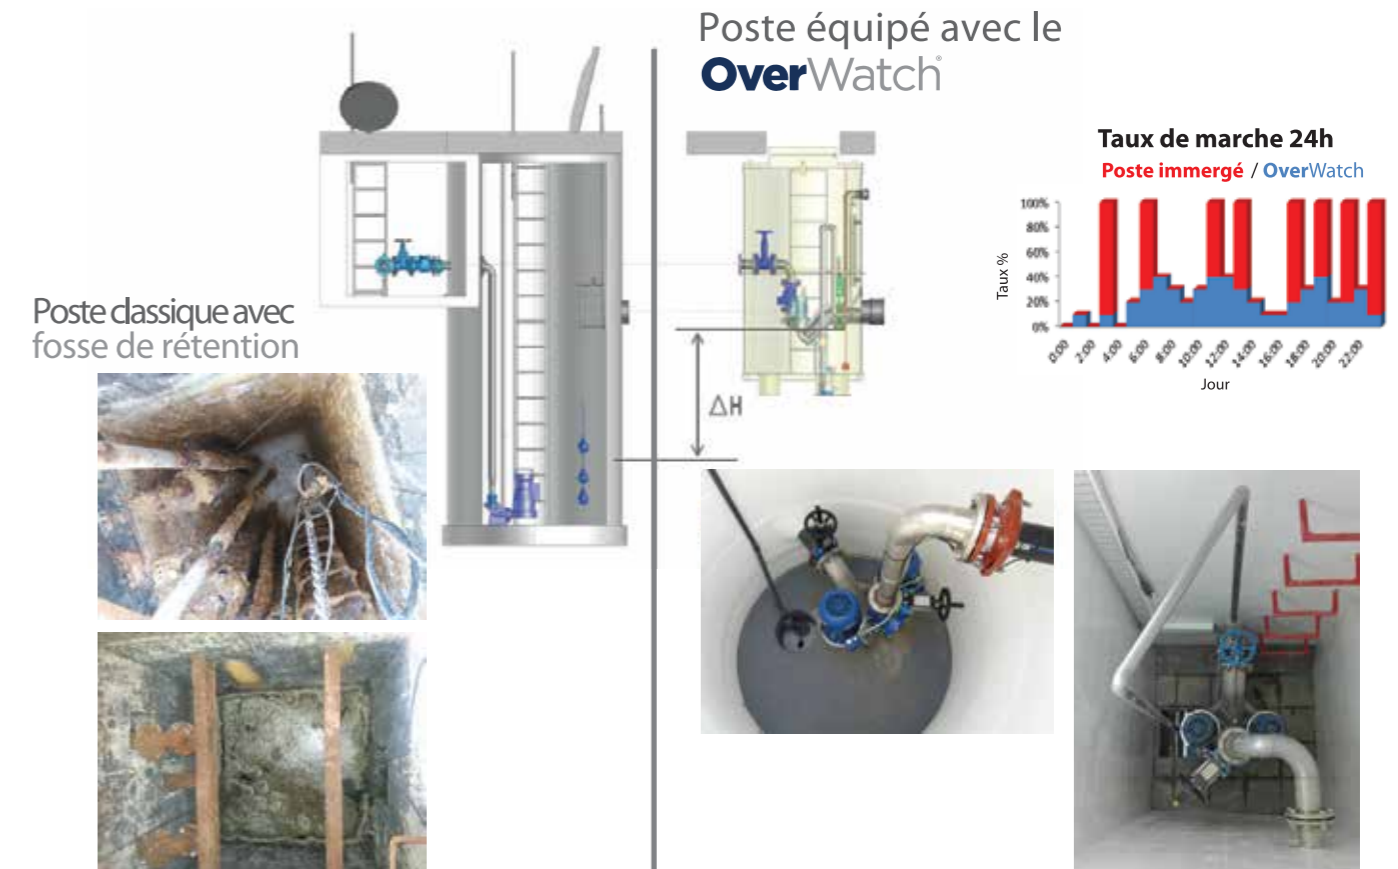 Poste équipé avec le
OverWatch®
Taux de marche 24h
Poste immergé / OverWatch
100%
80%
60%
40%
20%
0%
Taux %
0:00
2:00
4:00
6:00
8:00
10:00
12:00
14:00
16:00
18:00
20:00
22:00
Jour
Poste classique avec
fosse de rétention
ΔH